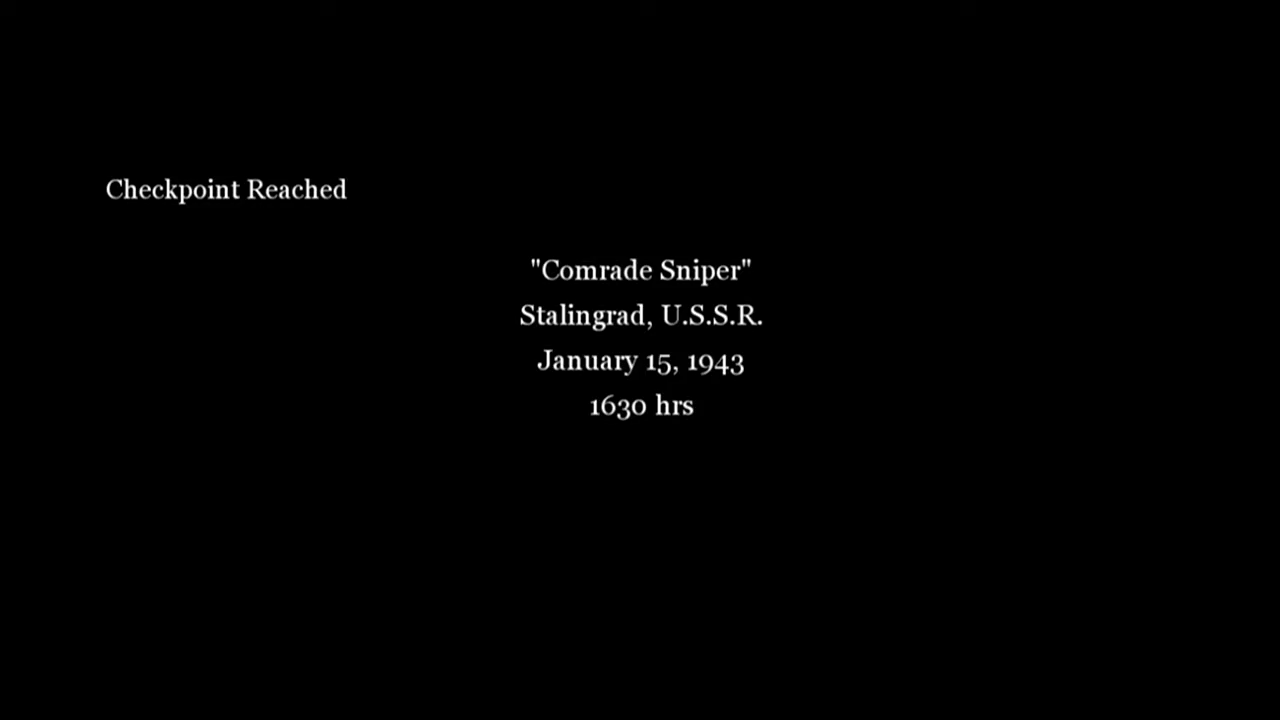 Checkpoint Reached
"Comrade Sniper"
Stalingrad, U.S.S.R.
January 15, 1943
1630 hrs